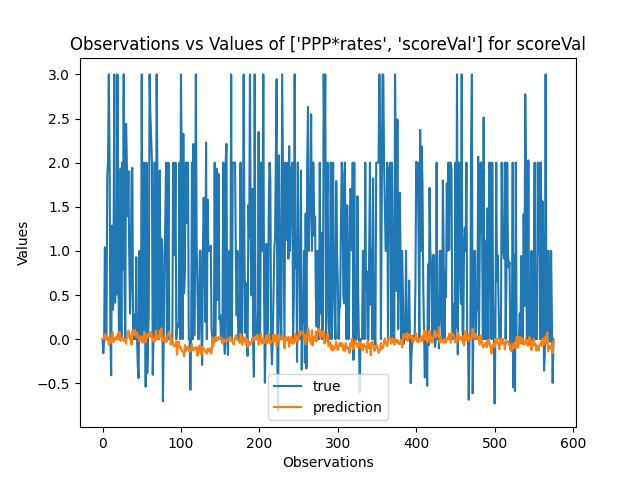 Observations vs Values of ['PPP*rates', 'scoreVal'] for scoreVal
3.0
2.5
2.0
1.5
1.0
0.5
0.0
−0.5
Values
true
prediction
0 100 200 300 400 500 600
Observations